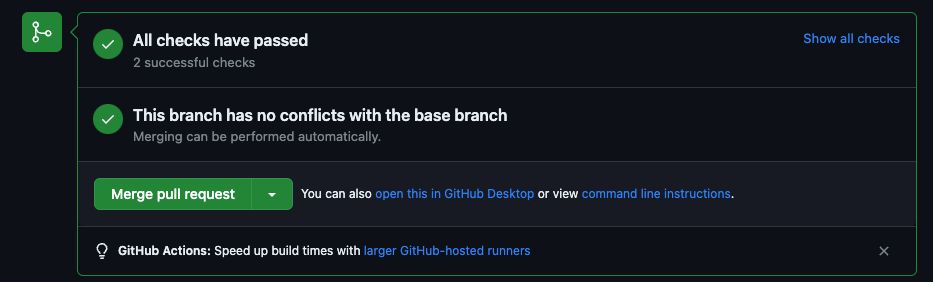 All checks have passed
Show all checks
2 successful checks
This branch has no conflicts with the base branch
Merging can be performed automatically.
Merge pull request
You can also open this in GitHub Desktop or view command line instructions.
GitHub Actions: Speed up build times with larger GitHub-hosted runners